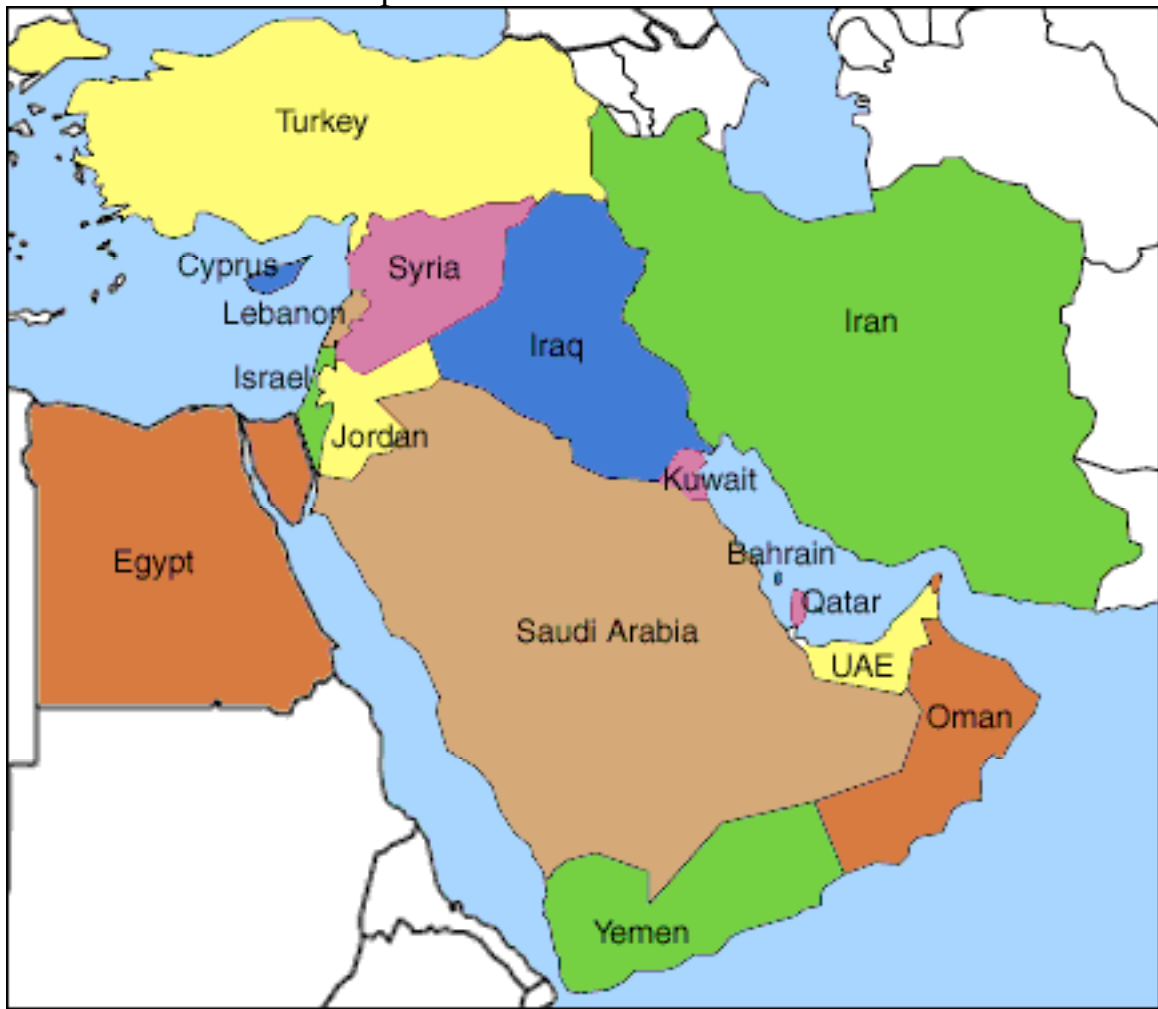 Turkey
Cyprus
Syria
Lebanon
Iran
Iraq
Israel
Jordan
Kuwait
Egypt
Bahrain
Qatar
Saudi Arabia
UAE
Oman
Yemen